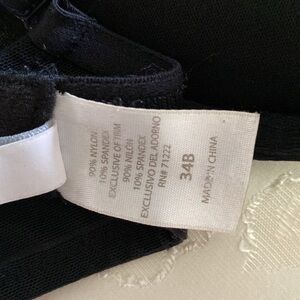 90% NYLON
10% SPANDEX
EXCLUSIVE OF TRIM
90% NILON
10% SPANDEX
EXCLUSIVO DEL ADORNO
RN# 71222
34B
MADE IN CHINA